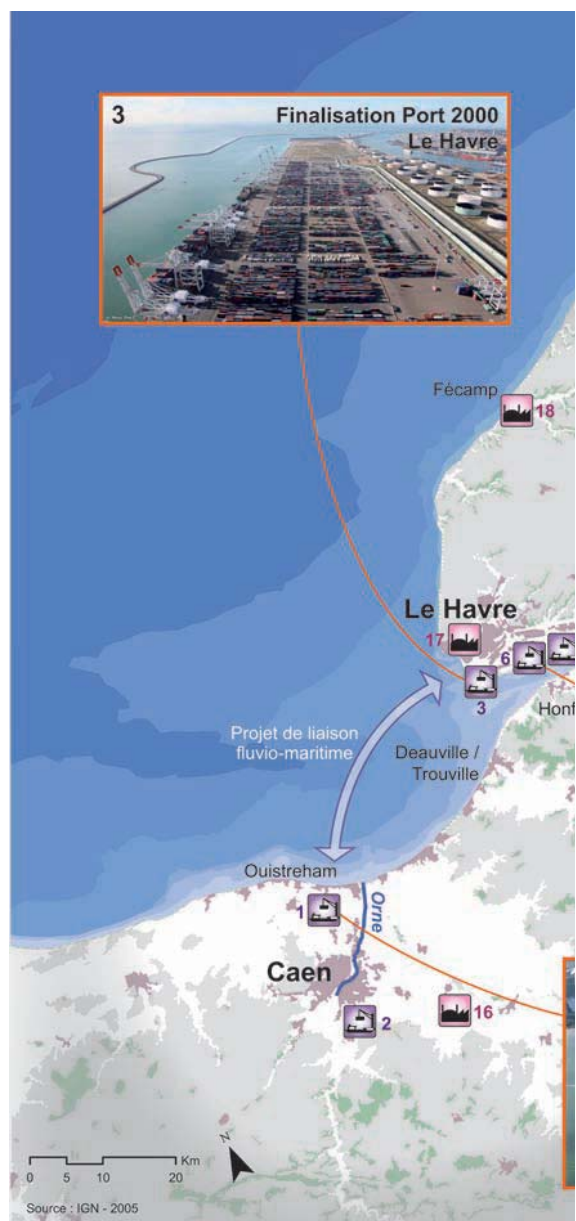 3
Finalisation Port 2000
Le Havre
Fécamp
18
Le Havre
17
6
3
Projet de liaison
fluvio-maritime
Deauville /
Trouville
Ouistreham
1
Orne
Caen
2
16
N
Km
0 5 10 20
Source : IGN - 2005